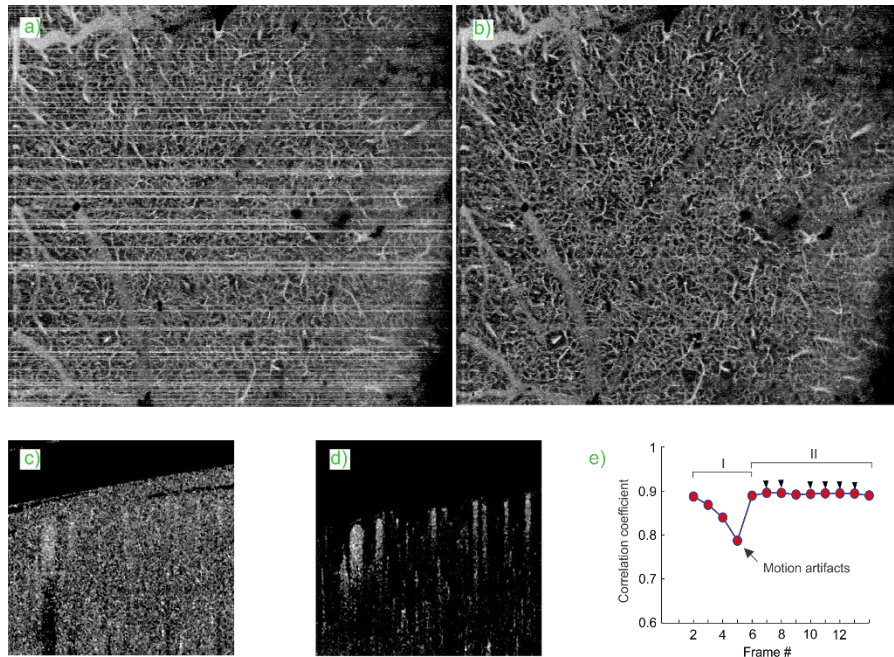 a)
b)
c)
d)
e)
I
II
1
0.9
0.8
0.7
0.6
Correlation coefficient
Motion artifacts
2 4 6 8 10 12
Frame #